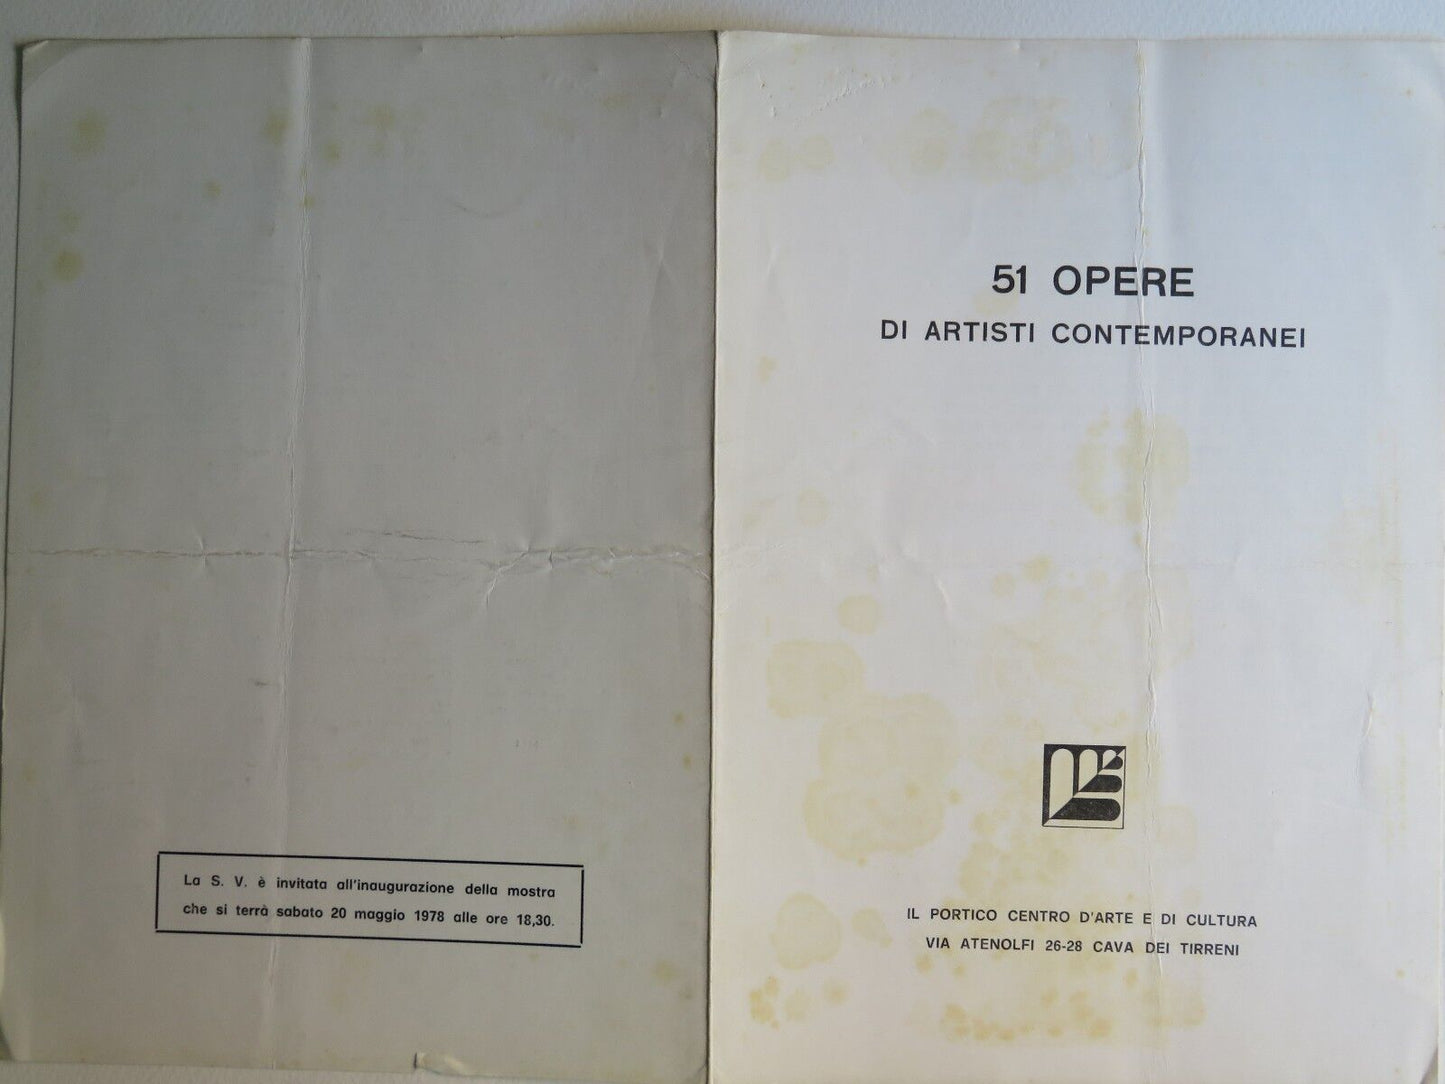 La S. V. è invitata all'inaugurazione della mostra
che si terrà sabato 20 maggio 1978 alle ore 18,30.
51 OPERE
DI ARTISTI CONTEMPORANEI
IL PORTICO CENTRO D'ARTE E DI CULTURA
VIA ATENOLFI 26-28 CAVA DEI TIRRENI